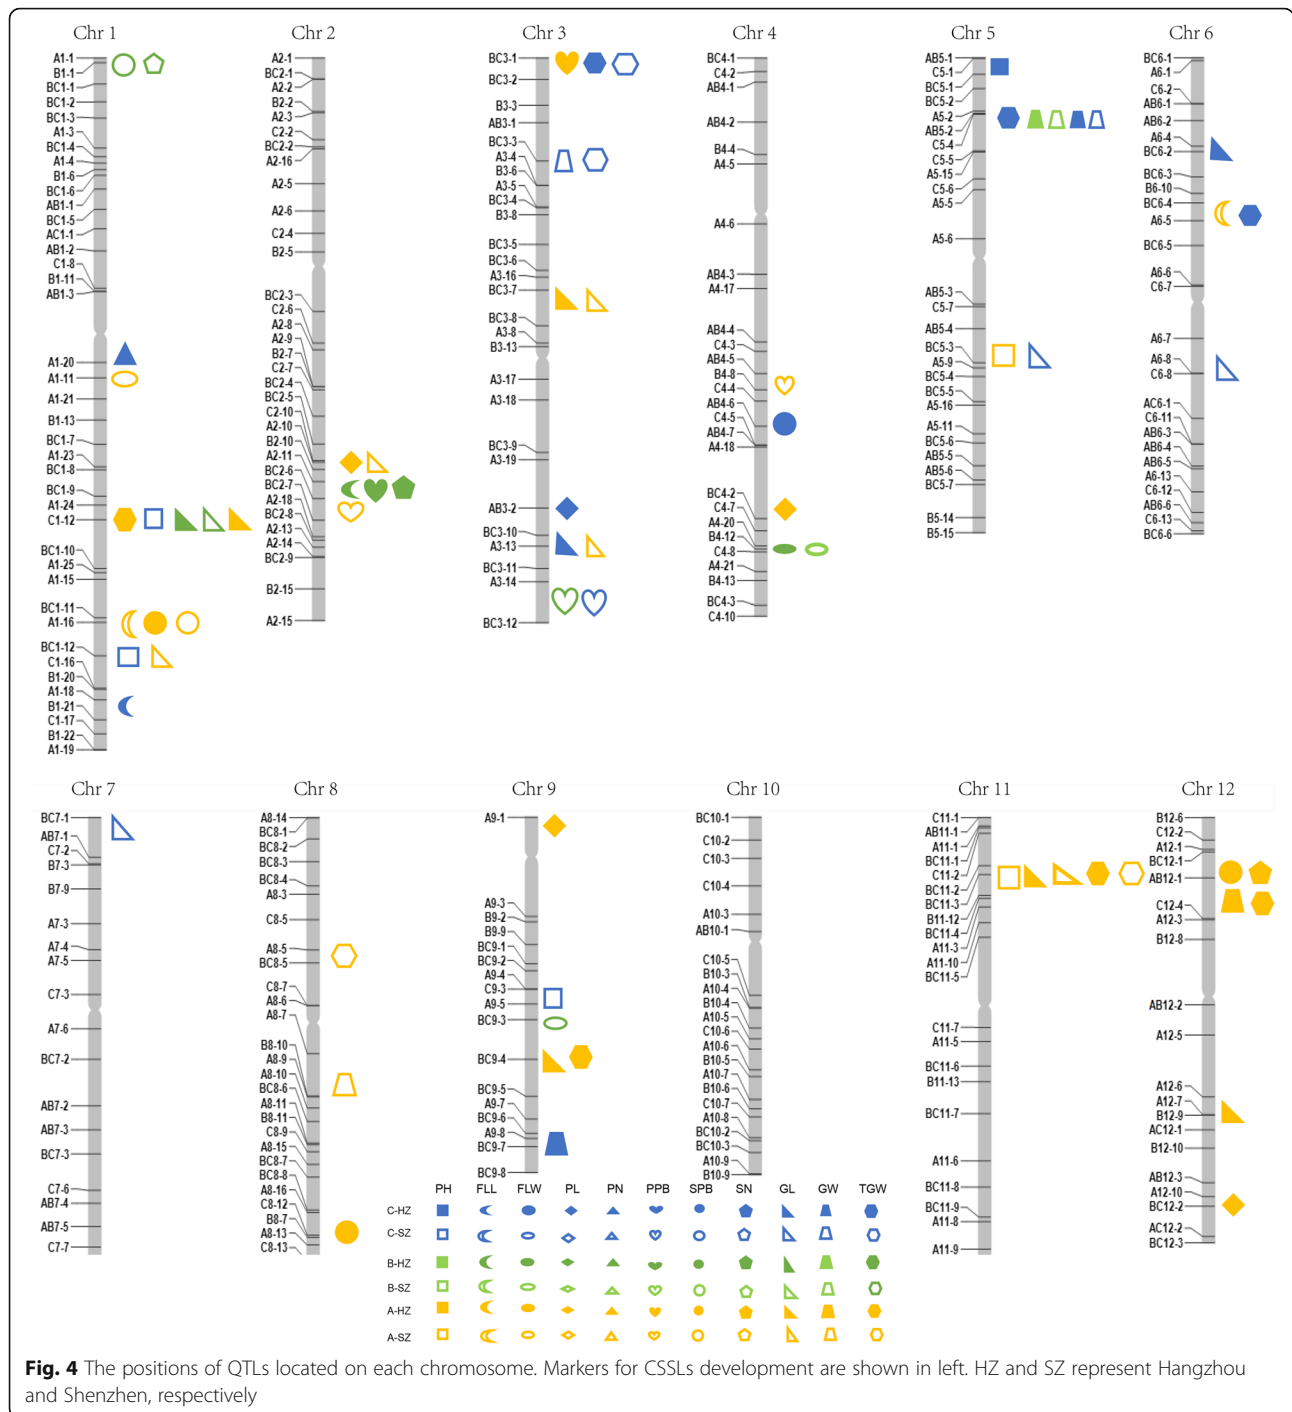 Chr 1
A1-1
B1-1
BC1-1
BC1-2
BC1-3
A1-3
BC1-4
A1-4
B1-6
BC1-6
AB1-1
BC1-5
AC1-1
AB1-2
C1-8
B1-11
AB1-3
A1-20
A1-11
A1-21
B1-13
BC1-7
A1-23
BC1-8
BC1-9
A1-24
C1-12
BC1-10
A1-25
A1-15
BC1-11
A1-16
BC1-12
C1-16
B1-20
A1-18
B1-21
C1-17
B1-22
A1-19
Chr 2
A2-1
BC2-1
A2-2
B2-2
A2-3
C2-2
BC2-2
A2-16
A2-5
A2-6
C2-4
B2-5
BC2-3
C2-6
A2-8
A2-9
B2-7
C2-7
BC2-4
BC2-5
C2-10
A2-10
B2-10
A2-11
BC2-6
BC2-7
A2-18
BC2-8
A2-13
A2-14
BC2-9
B2-15
A2-15
Chr 3
BC3-1
BC3-2
B3-3
AB3-1
BC3-3
A3-4
B3-6
A3-5
BC3-4
B3-8
BC3-5
BC3-6
A3-16
BC3-7
BC3-8
A3-8
B3-13
A3-17
A3-18
BC3-9
A3-19
AB3-2
BC3-10
A3-13
BC3-11
A3-14
BC3-12
Chr 4
BC4-1
C4-2
AB4-1
AB4-2
B4-4
A4-5
A4-6
AB4-3
A4-17
AB4-4
C4-3
AB4-5
B4-8
C4-4
AB4-6
C4-5
AB4-7
A4-18
BC4-2
C4-7
A4-20
B4-12
C4-8
A4-21
B4-13
BC4-3
C4-10
Chr 5
AB5-1
C5-1
BC5-1
BC5-2
A5-2
AB5-2
C5-4
C5-5
A5-15
C5-6
A5-5
A5-6
AB5-3
C5-7
AB5-4
BC5-3
A5-9
BC5-4
BC5-5
A5-16
A5-11
BC5-6
AB5-5
AB5-6
BC5-7
B5-14
B5-15
Chr 6
BC6-1
A6-1
C6-2
AB6-1
AB6-2
A6-4
BC6-2
BC6-3
B6-10
BC6-4
A6-5
BC6-5
A6-6
C6-7
A6-7
A6-8
C6-8
AC6-1
C6-11
AB6-3
AB6-4
AB6-5
A6-13
C6-12
AB6-6
C6-13
BC6-6
Chr 7
BC7-1
AB7-1
C7-2
B7-3
B7-9
A7-3
A7-4
A7-5
C7-3
A7-6
BC7-2
AB7-2
AB7-3
BC7-3
C7-6
AB7-4
AB7-5
C7-7
Chr 8
A8-14
BC8-1
BC8-2
BC8-3
BC8-4
A8-3
C8-5
A8-5
BC8-5
C8-7
A8-6
A8-7
B8-10
A8-9
A8-10
BC8-6
A8-11
B8-11
C8-9
A8-15
BC8-7
BC8-8
A8-16
C8-12
B8-7
A8-13
C8-13
Chr 9
A9-1
A9-3
B9-2
B9-9
BC9-1
BC9-2
A9-4
C9-3
A9-5
BC9-3
BC9-4
BC9-5
A9-7
BC9-6
A9-8
BC9-7
BC9-8
Chr 10
BC10-1
C10-2
C10-3
C10-4
A10-3
AB10-1
C10-5
B10-3
A10-4
B10-4
A10-5
C10-6
A10-6
B10-5
A10-7
B10-6
C10-7
A10-8
BC10-2
BC10-3
A10-9
B10-9
Chr 11
C11-1
AB11-1
A11-1
BC11-1
C11-2
BC11-2
BC11-3
B11-12
BC11-4
A11-3
A11-10
BC11-5
C11-7
A11-5
BC11-6
B11-13
BC11-7
A11-6
BC11-8
BC11-9
A11-8
A11-9
Chr 12
B12-6
C12-2
A12-1
BC12-1
AB12-1
C12-4
A12-3
B12-8
AB12-2
A12-5
A12-6
A12-7
B12-9
AC12-1
B12-10
AB12-3
A12-10
BC12-2
AC12-2
BC12-3
PH FLL FLW PL PN PPB SPB SN GL GW TGW
C-HZ
C-SZ
B-HZ
B-SZ
A-HZ
A-SZ
Fig. 4 The positions of QTLs located on each chromosome. Markers for CSSLs development are shown in left. HZ and SZ represent Hangzhou
and Shenzhen, respectively